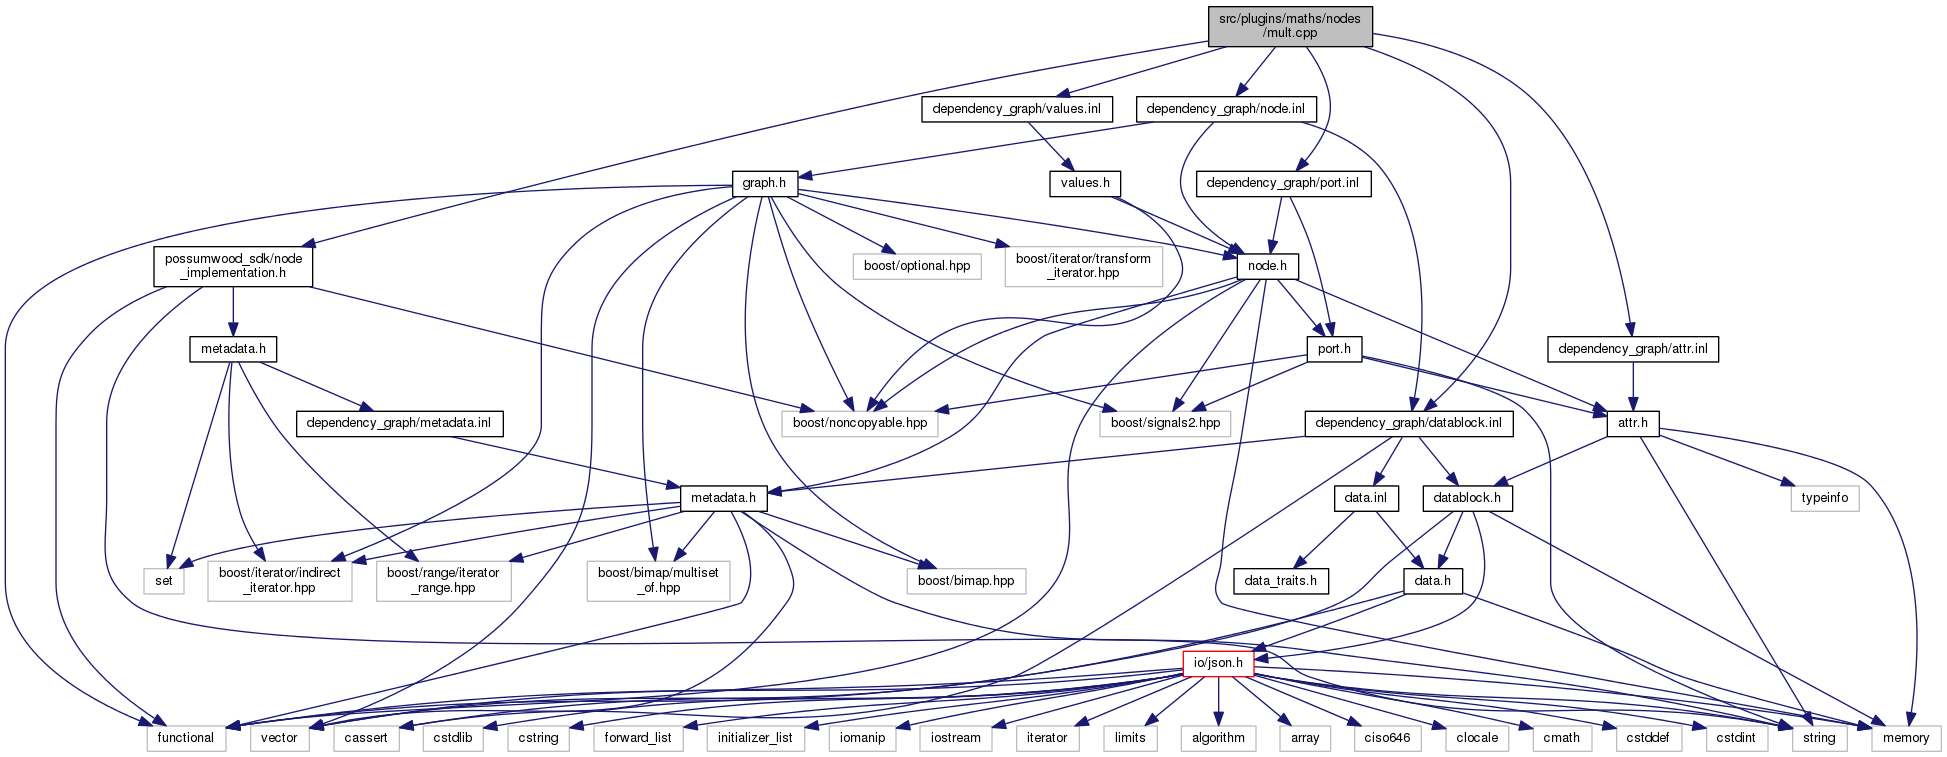 src/plugins/maths/nodes
/mult.cpp
dependency_graph/values.inl
dependency_graph/node.inl
graph.h
values.h
dependency_graph/port.inl
possumwood_sdk/node
_implementation.h
boost/optional.hpp
boost/iterator/transform
_iterator.hpp
node.h
metadata.h
port.h
dependency_graph/attr.inl
dependency_graph/metadata.inl
boost/noncopyable.hpp
boost/signals2.hpp
dependency_graph/datablock.inl
attr.h
metadata.h
data.inl
datablock.h
typeinfo
set
boost/iterator/indirect
_iterator.hpp
boost/range/iterator
_range.hpp
boost/bimap/multiset
_of.hpp
boost/bimap.hpp
data_traits.h
data.h
io/json.h
functional
vector
cassert
cstdlib
cstring
forward_list
initializer_list
iomanip
iostream
iterator
limits
algorithm
array
ciso646
clocale
cmath
cstddef
cstdint
string
memory